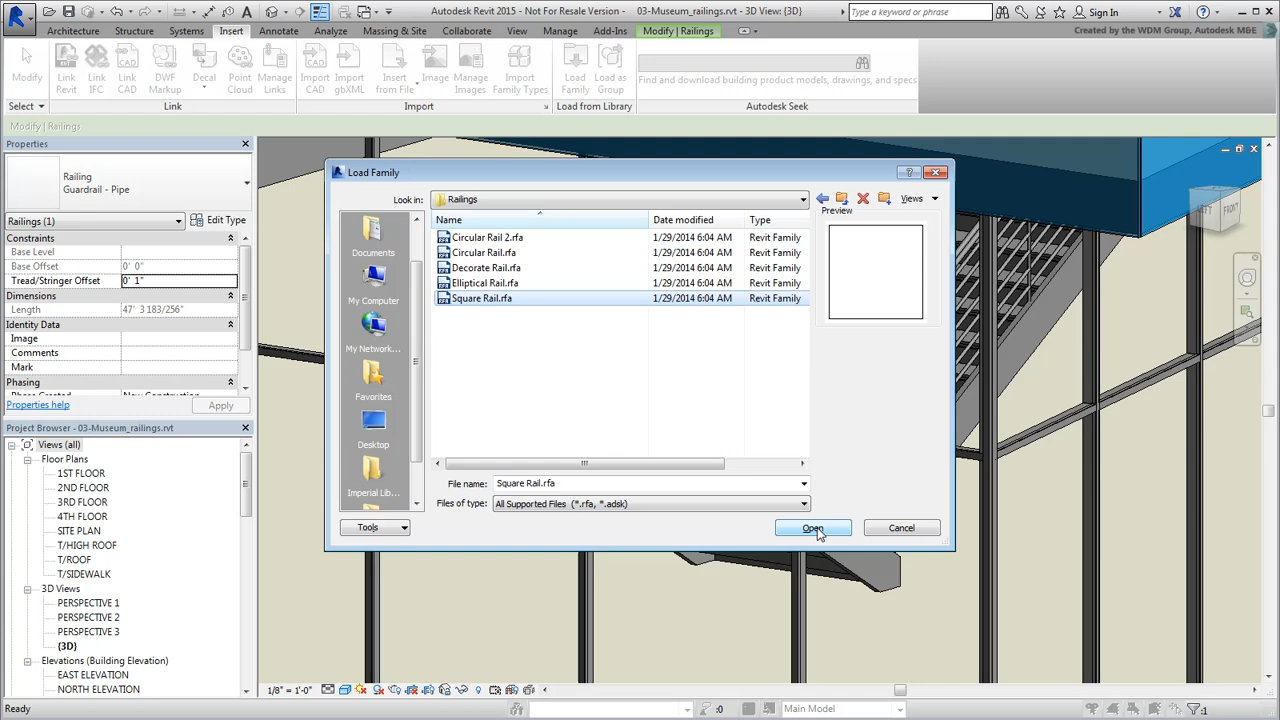 Autodesk Revit 2015 - Not For Resale Version - 03-Museum_railings.rvt - 3D View: {3D}
Type a keyword or phrase
Sign In
Architecture Structure Systems Insert Annotate Analyze Massing & Site Collaborate View Manage Add-Ins Modify | Railings
Created by the WDM Group, Autodesk M&E
Modify
Link Revit
Link IFC
Link CAD
DWF Markup
Decal
Point Cloud
Manage Links
Import CAD
Import gbXML
Insert from File
Image
Manage Images
Import Family Types
Load Family
Load as Group
Find and download building product models, drawings, and specs
Select
Link
Import
Load from Library
Autodesk Seek
Modify | Railings
Properties
Railing
Guardrail - Pipe
Railings (1)
Edit Type
Constraints
Base Level
Base Offset 0' 0"
Tread/Stringer Offset 0' 1"
Dimensions
Length 47' 3 183/256"
Identity Data
Image
Comments
Mark
Phasing
Phase Created New Construction
Properties help
Apply
Project Browser - 03-Museum_railings.rvt
Views (all)
Floor Plans
1ST FLOOR
2ND FLOOR
3RD FLOOR
4TH FLOOR
SITE PLAN
T/HIGH ROOF
T/ROOF
T/SIDEWALK
3D Views
PERSPECTIVE 1
PERSPECTIVE 2
PERSPECTIVE 3
{3D}
Elevations (Building Elevation)
EAST ELEVATION
NORTH ELEVATION
Load Family
Look in: Railings
Views
Name Date modified Type
Circular Rail 2.rfa 1/29/2014 6:04 AM Revit Family
Circular Rail.rfa 1/29/2014 6:04 AM Revit Family
Decorate Rail.rfa 1/29/2014 6:04 AM Revit Family
Elliptical Rail.rfa 1/29/2014 6:04 AM Revit Family
Square Rail.rfa 1/29/2014 6:04 AM Revit Family
Preview
Documents
My Computer
My Network...
Favorites
Desktop
Imperial Lib...
File name: Square Rail.rfa
Files of type: All Supported Files (*.rfa, *.adsk)
Tools
Open
Cancel
LEFT
FRONT
1/8" = 1'-0"
Ready
:0
Main Model
:1